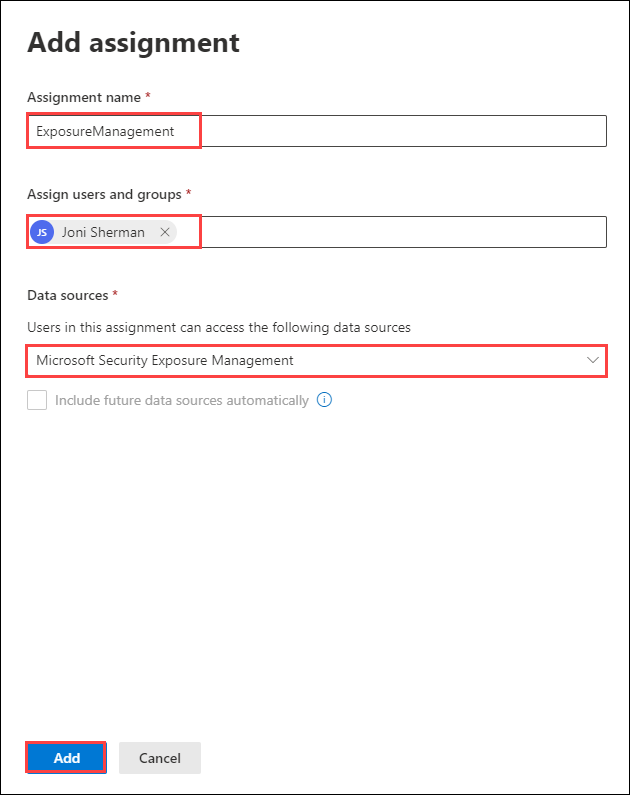 Add assignment
Assignment name *
ExposureManagement
Assign users and groups *
JS Joni Sherman
Data sources *
Users in this assignment can access the following data sources
Microsoft Security Exposure Management
Include future data sources automatically
Add Cancel